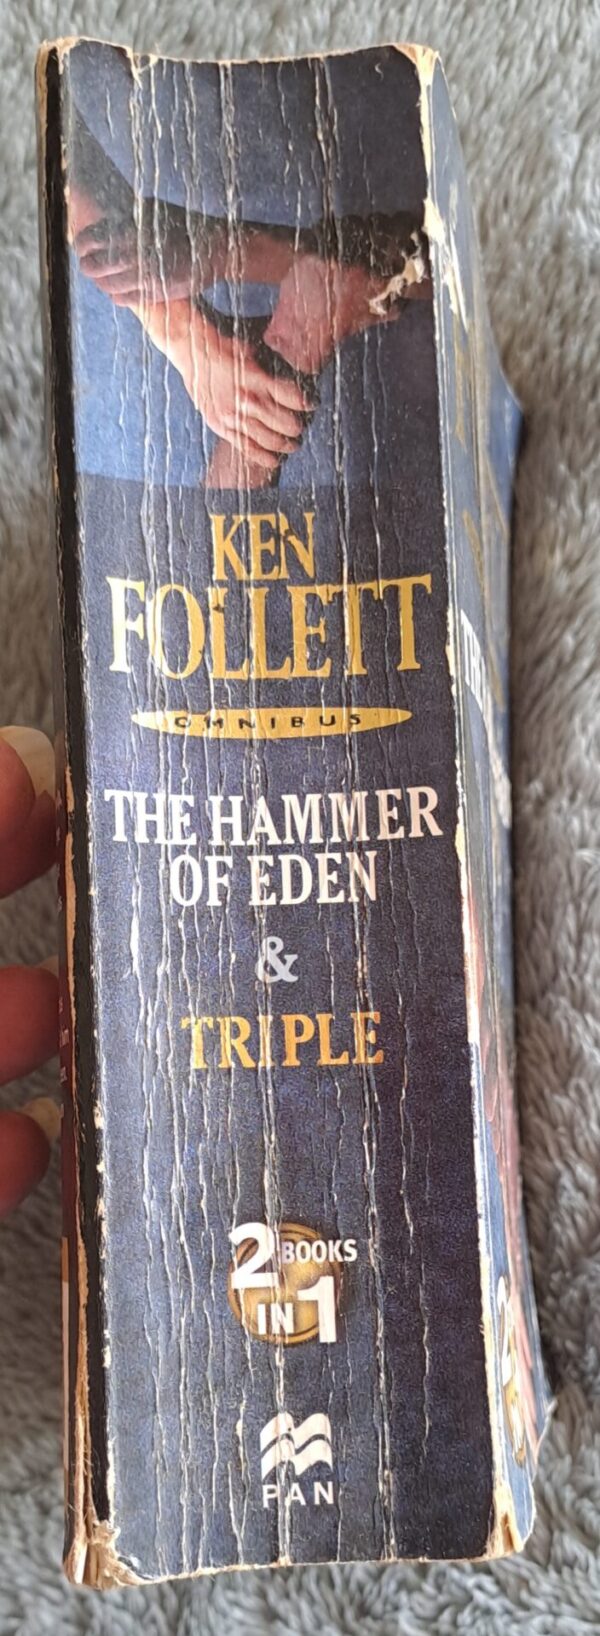 KEN
FOLLETT
OMNIBUS
THE HAMMER
OF EDEN
&
TRIPLE
2 BOOKS
IN 1
PAN